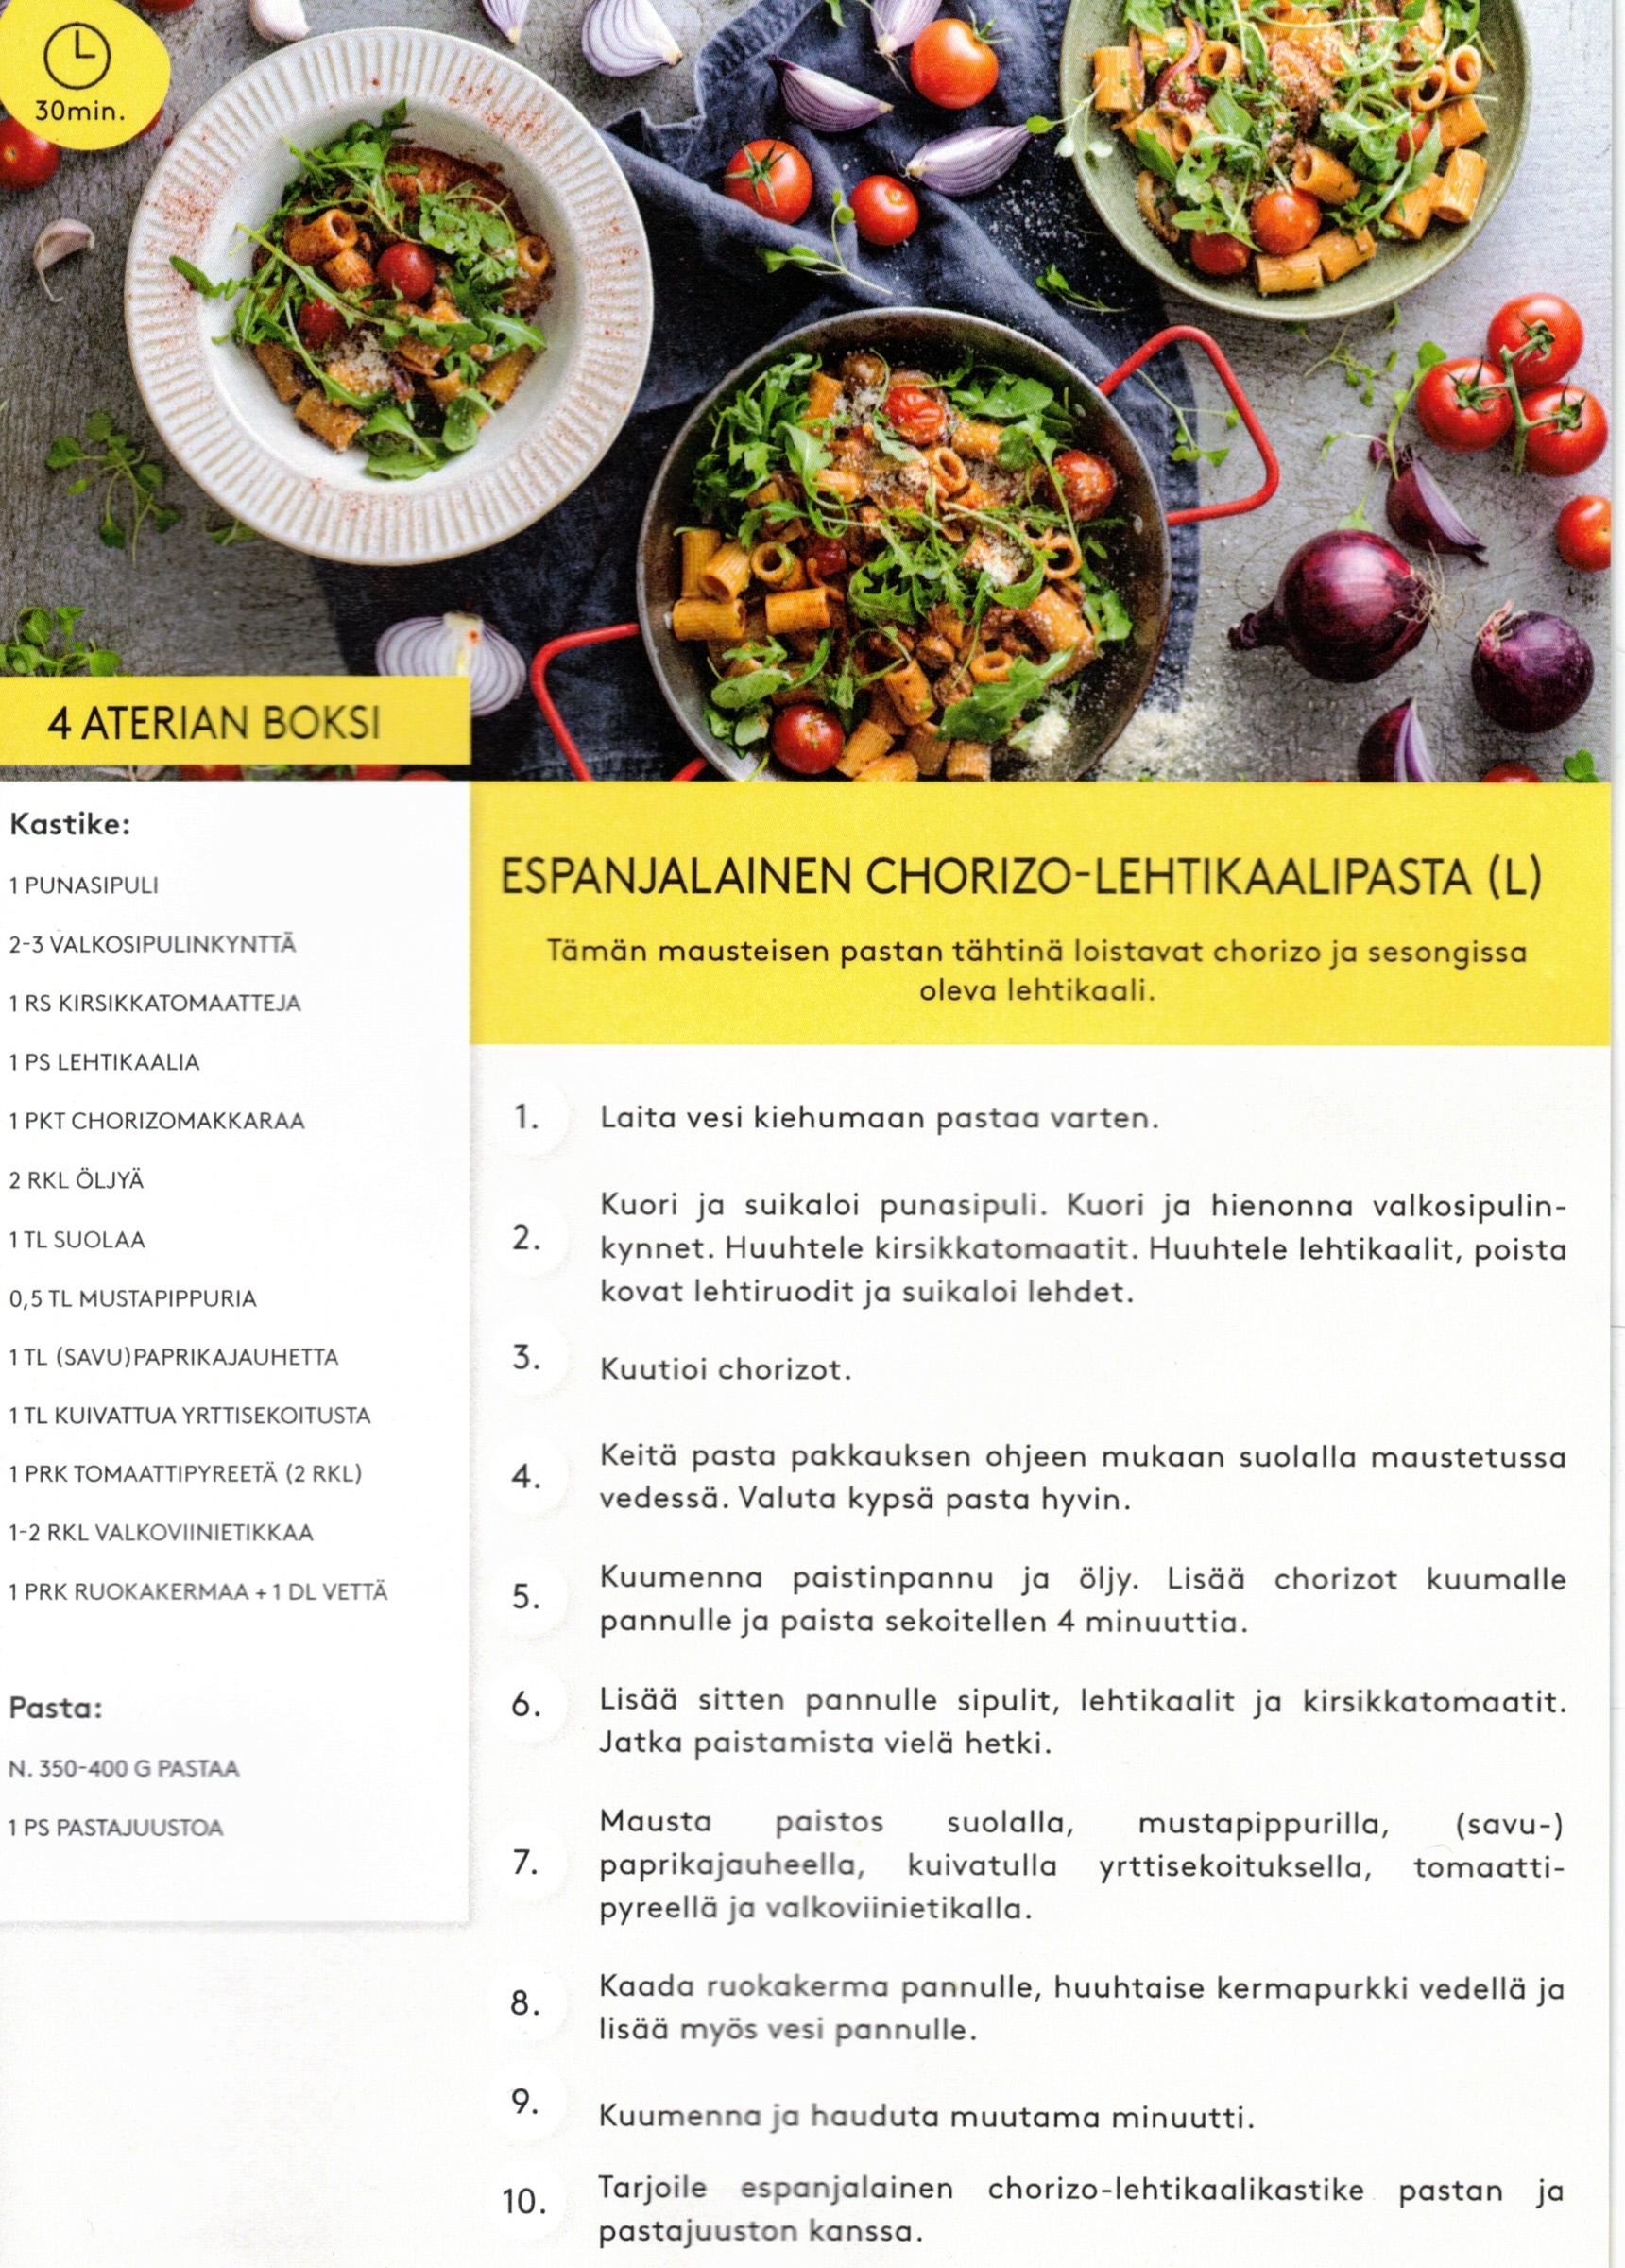 30min.
4 ATERIAN BOKSI
Kastike:
1 PUNASIPULI
2-3 VALKOSIPULINKYNTTÄ
1 RS KIRSIKKATOMAATTEJA
1 PS LEHTIKAALIA
1 PKT CHORIZOMAKKARAA
2 RKL ÖLJYÄ
1 TL SUOLAA
0,5 TL MUSTAPIPPURIA
1 TL (SAVU)PAPRIKAJAUHETTA
1 TL KUIVATTUA YRTTISEKOITUSTA
1 PRK TOMAATTIPYREETÄ (2 RKL)
1-2 RKL VALKOVIINIETIKKAA
1 PRK RUOKAKERMAA + 1 DL VETTÄ
Pasta:
N. 350-400 G PASTAA
1 PS PASTAJUUSTOA
ESPANJALAINEN CHORIZO-LEHTIKAALIPASTA (L)
Tämän mausteisen pastan tähtinä loistavat chorizo ja sesongissa
oleva lehtikaali.
1. Laita vesi kiehumaan pastaa varten.
2. Kuori ja suikaloi punasipuli. Kuori ja hienonna valkosipulin-
kynnet. Huuhtele kirsikkatomaatit. Huuhtele lehtikaalit, poista
kovat lehtiruodit ja suikaloi lehdet.
3. Kuutioi chorizot.
4. Keitä pasta pakkauksen ohjeen mukaan suolalla maustetussa
vedessä. Valuta kypsä pasta hyvin.
5. Kuumenna paistinpannu ja öljy. Lisää chorizot kuumalle
pannulle ja paista sekoitellen 4 minuuttia.
6. Lisää sitten pannulle sipulit, lehtikaalit ja kirsikkatomaatit.
Jatka paistamista vielä hetki.
7. Mausta paistos suolalla, mustapippurilla, (savu-)
paprikajauheella, kuivatulla yrttisekoituksella, tomaatti-
pyreellä ja valkoviinietikalla.
8. Kaada ruokakerma pannulle, huuhtaise kermapurkki vedellä ja
lisää myös vesi pannulle.
9. Kuumenna ja hauduta muutama minuutti.
10. Tarjoile espanjalainen chorizo-lehtikaalikastike pastan ja
pastajuuston kanssa.